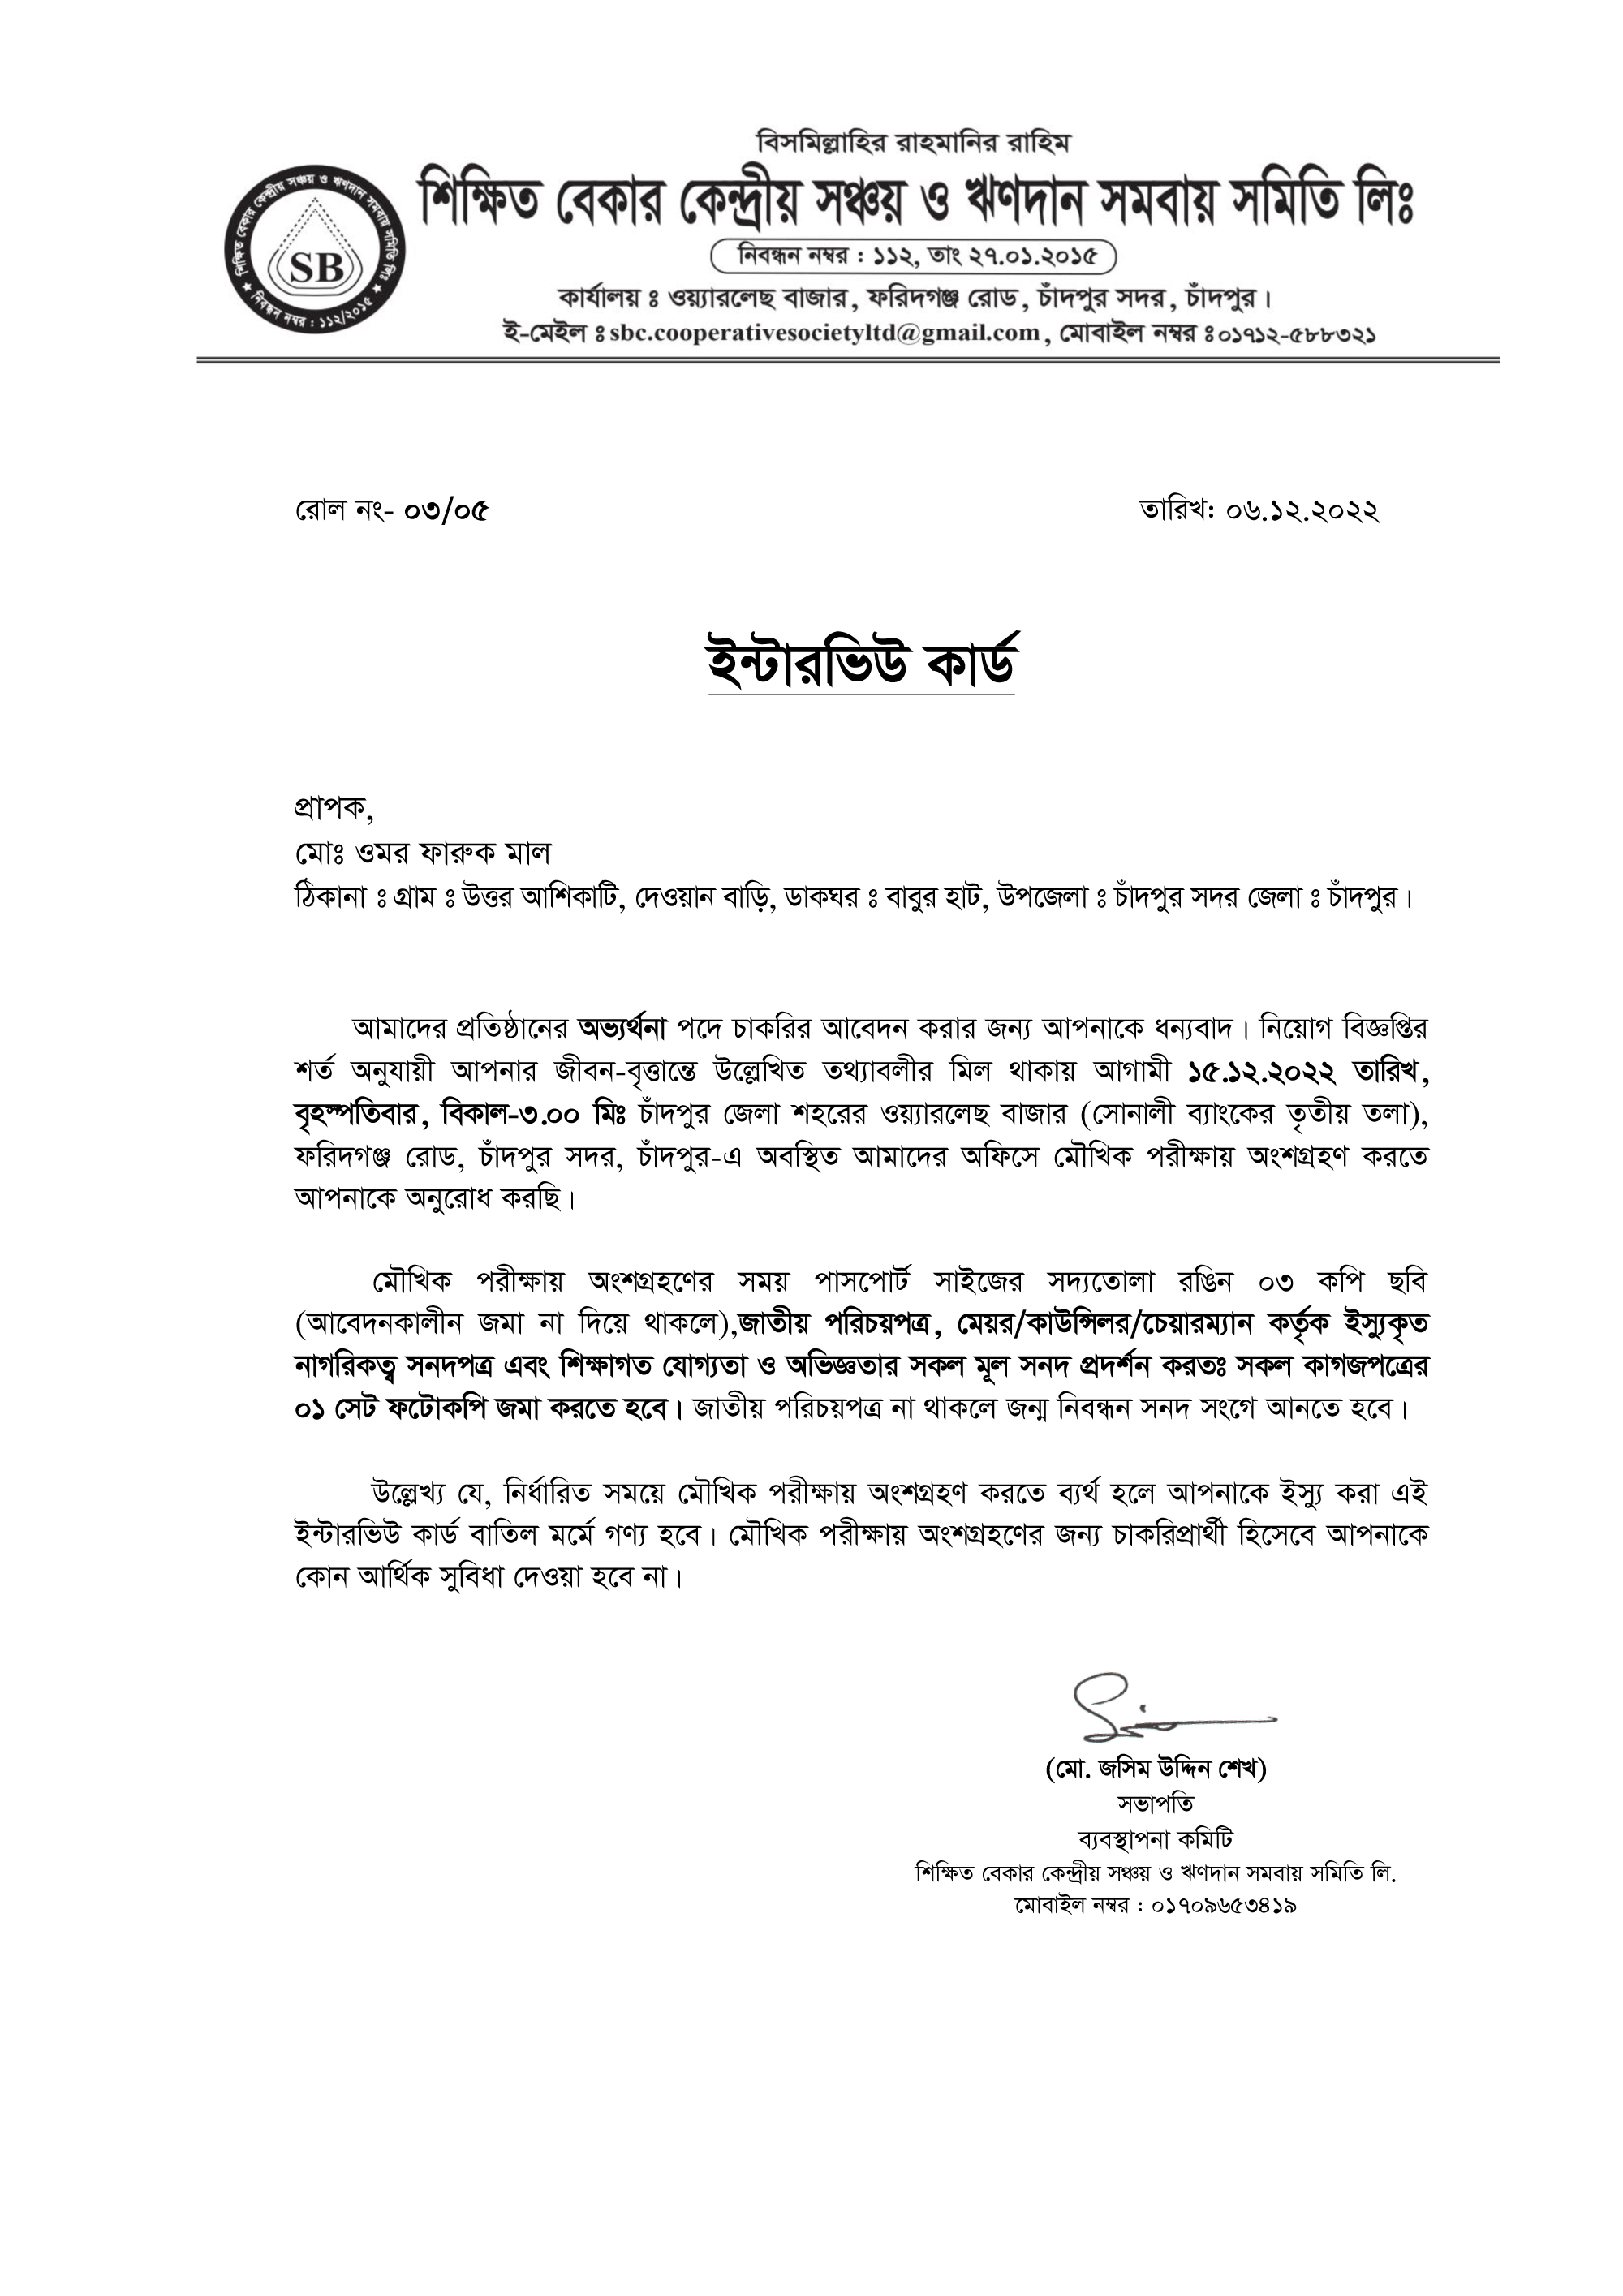 বিসমিল্লাহির রাহমানির রাহিম
শিক্ষিত বেকার কেন্দ্রীয় সঞ্চয় ও ঋণদান সমবায় সমিতি লিঃ
নিবন্ধন নম্বর : ১১২, তাং ২৭.০১.২০১৫
কার্যালয় ঃ ওয়্যারলেছ বাজার, ফরিদগঞ্জ রোড, চাঁদপুর সদর, চাঁদপুর।
ই-মেইল ঃ sbc.cooperativesocietyltd@gmail.com, মোবাইল নম্বর ঃ ০১৭১২-৫৮৮৩২১
শিক্ষিত বেকার কেন্দ্রীয় সঞ্চয় ও ঋণদান সমবায় সমিতি লিঃ
SB
★ নিবন্ধন নম্বর : ১১২/২০১৫ ★
রোল নং- ০৩/০৫ তারিখ: ০৬.১২.২০২২
ইন্টারভিউ কার্ড
প্রাপক,
মোঃ ওমর ফারুক মাল
ঠিকানা ঃ গ্রাম ঃ উত্তর আশিকাটি, দেওয়ান বাড়ি, ডাকঘর ঃ বাবুর হাট, উপজেলা ঃ চাঁদপুর সদর জেলা ঃ চাঁদপুর।
আমাদের প্রতিষ্ঠানের অভ্যর্থনা পদে চাকরির আবেদন করার জন্য আপনাকে ধন্যবাদ। নিয়োগ বিজ্ঞপ্তির
শর্ত অনুযায়ী আপনার জীবন-বৃত্তান্তে উল্লেখিত তথ্যাবলীর মিল থাকায় আগামী ১৫.১২.২০২২ তারিখ,
বৃহস্পতিবার, বিকাল-৩.০০ মিঃ চাঁদপুর জেলা শহরের ওয়্যারলেছ বাজার (সোনালী ব্যাংকের তৃতীয় তলা),
ফরিদগঞ্জ রোড, চাঁদপুর সদর, চাঁদপুর-এ অবস্থিত আমাদের অফিসে মৌখিক পরীক্ষায় অংশগ্রহণ করতে
আপনাকে অনুরোধ করছি।
মৌখিক পরীক্ষায় অংশগ্রহণের সময় পাসপোর্ট সাইজের সদ্যতোলা রঙিন ০৩ কপি ছবি
(আবেদনকালীন জমা না দিয়ে থাকলে),জাতীয় পরিচয়পত্র, মেয়র/কাউন্সিলর/চেয়ারম্যান কর্তৃক ইস্যুকৃত
নাগরিকত্ব সনদপত্র এবং শিক্ষাগত যোগ্যতা ও অভিজ্ঞতার সকল মূল সনদ প্রদর্শন করতঃ সকল কাগজপত্রের
০১ সেট ফটোকপি জমা করতে হবে। জাতীয় পরিচয়পত্র না থাকলে জন্ম নিবন্ধন সনদ সংগে আনতে হবে।
উল্লেখ্য যে, নির্ধারিত সময়ে মৌখিক পরীক্ষায় অংশগ্রহণ করতে ব্যর্থ হলে আপনাকে ইস্যু করা এই
ইন্টারভিউ কার্ড বাতিল মর্মে গণ্য হবে। মৌখিক পরীক্ষায় অংশগ্রহণের জন্য চাকরিপ্রার্থী হিসেবে আপনাকে
কোন আর্থিক সুবিধা দেওয়া হবে না।
(মো. জসিম উদ্দিন শেখ)
সভাপতি
ব্যবস্থাপনা কমিটি
শিক্ষিত বেকার কেন্দ্রীয় সঞ্চয় ও ঋণদান সমবায় সমিতি লি.
মোবাইল নম্বর : ০১৭০৯৬৫৩৪১৯